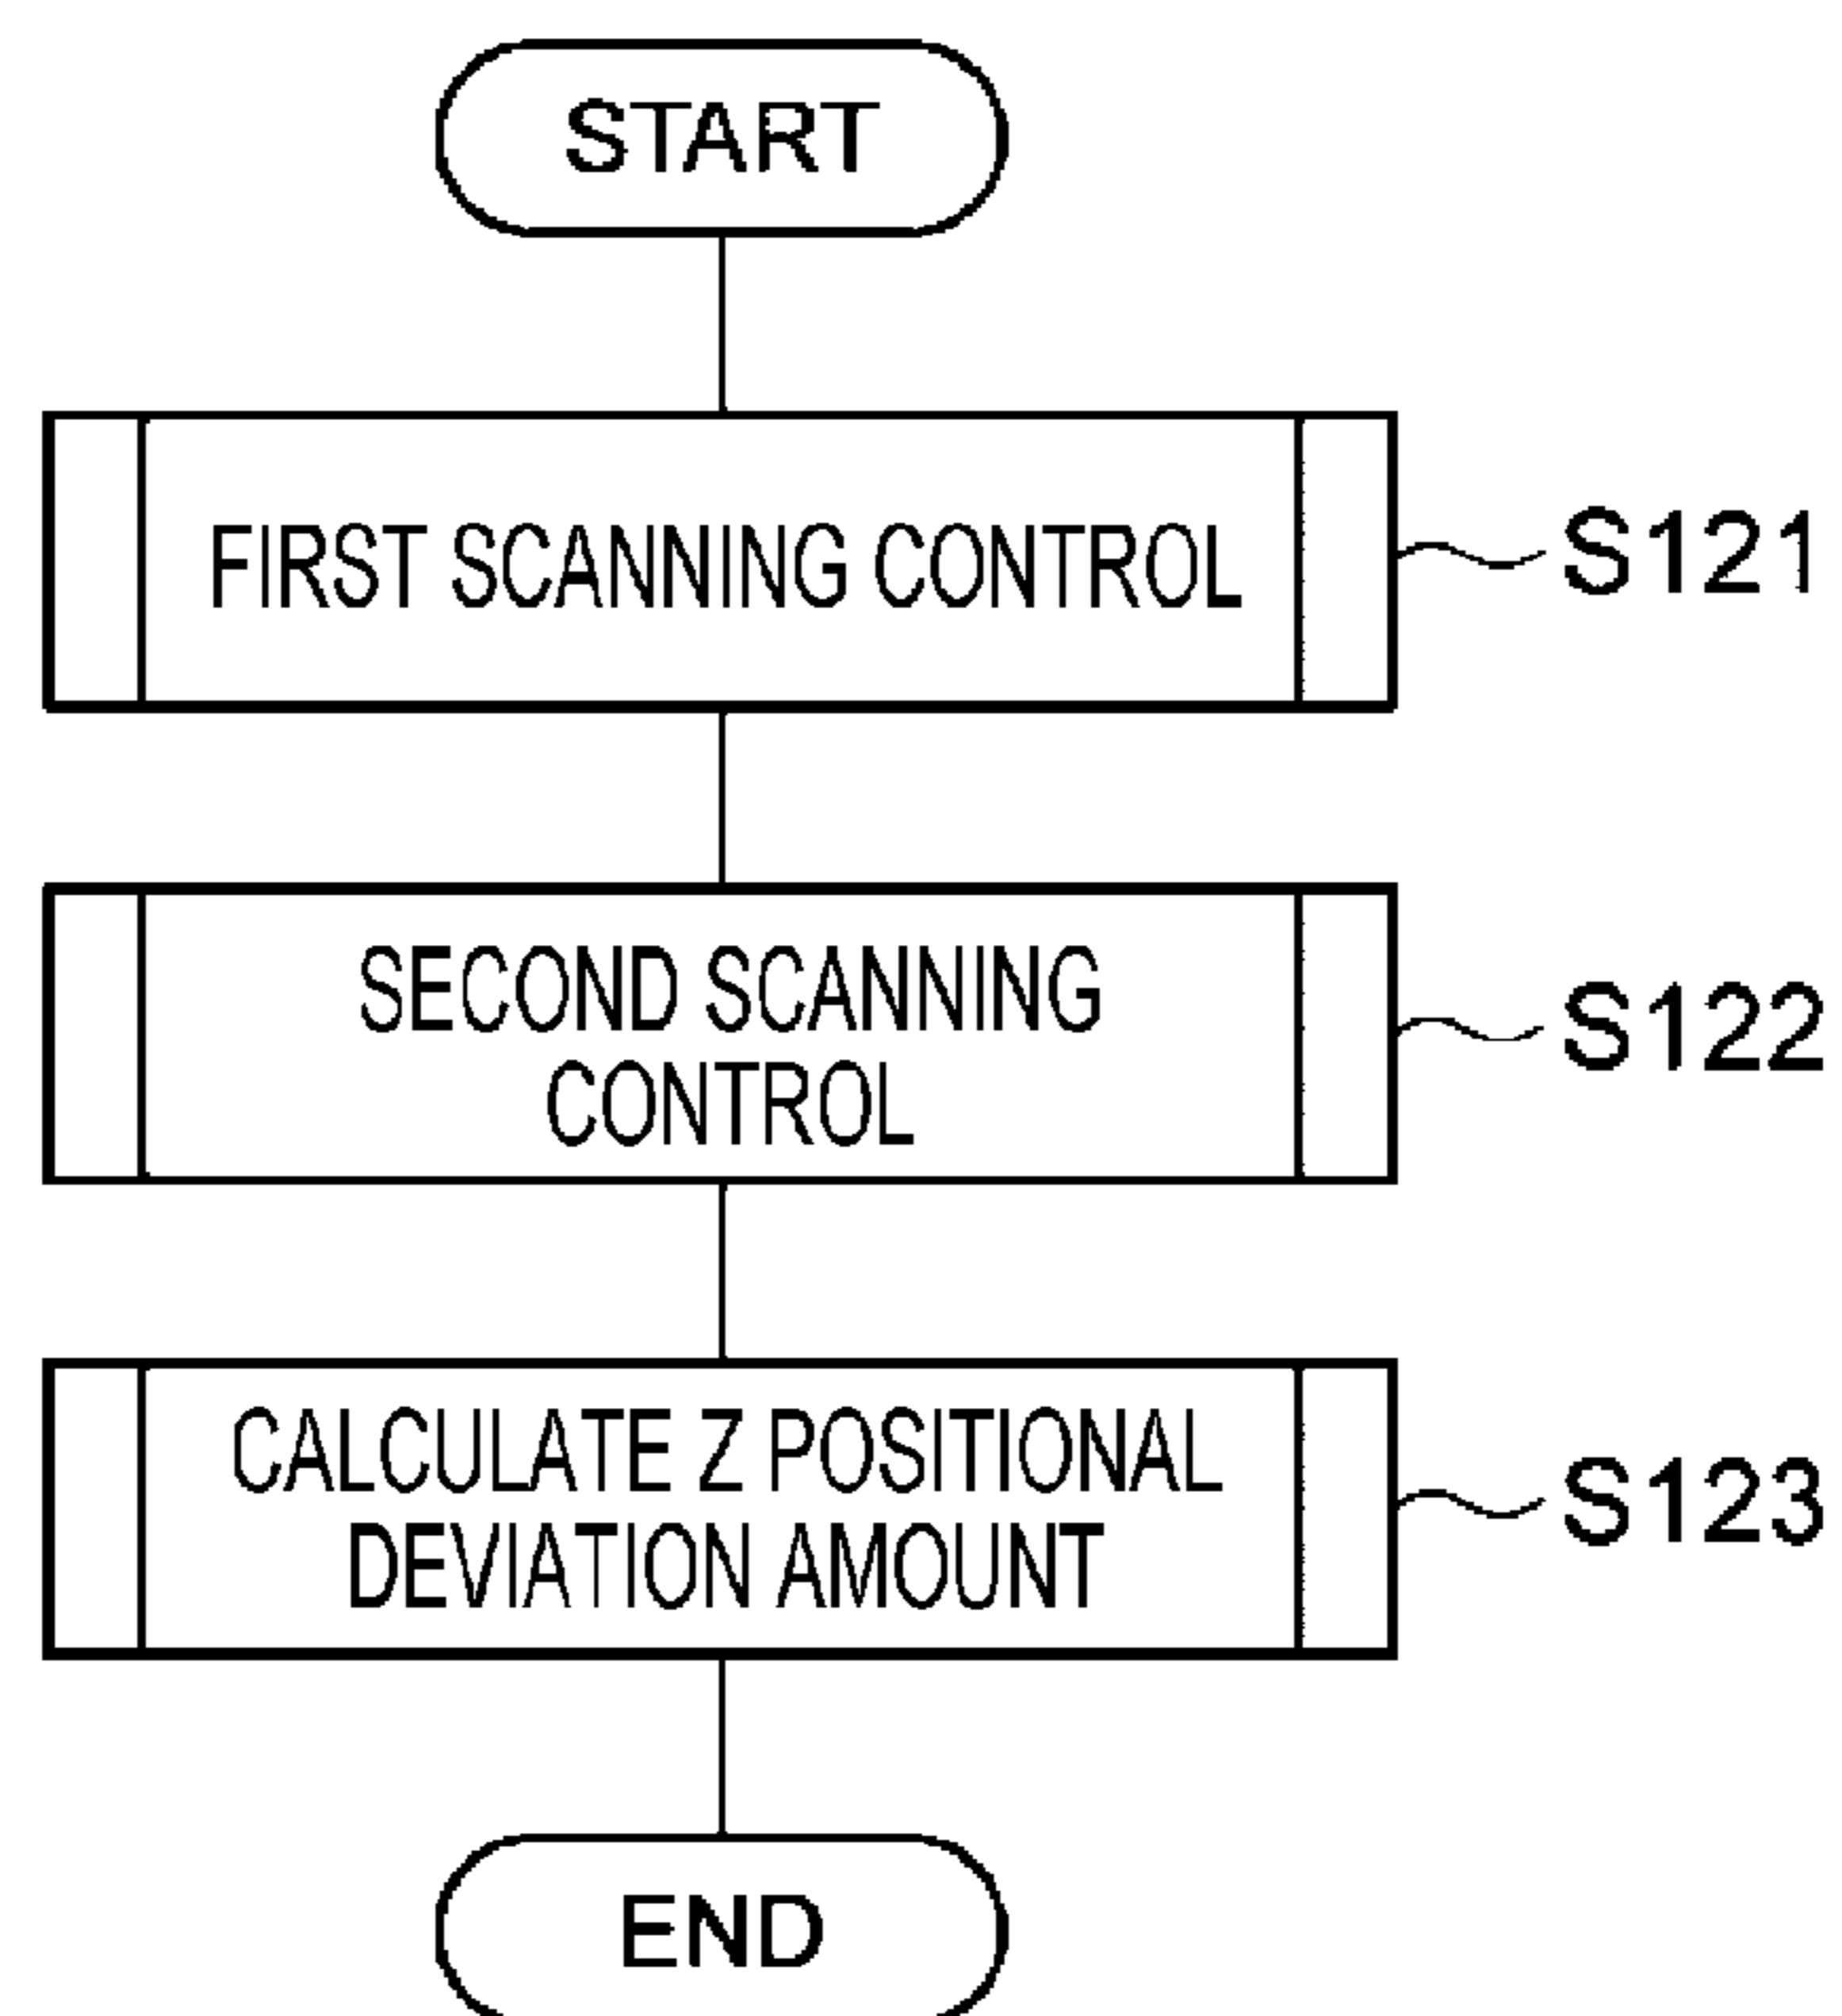 START
FIRST SCANNING CONTROL
S121
SECOND SCANNING
CONTROL
S122
CALCULATE Z POSITIONAL
DEVIATION AMOUNT
S123
END